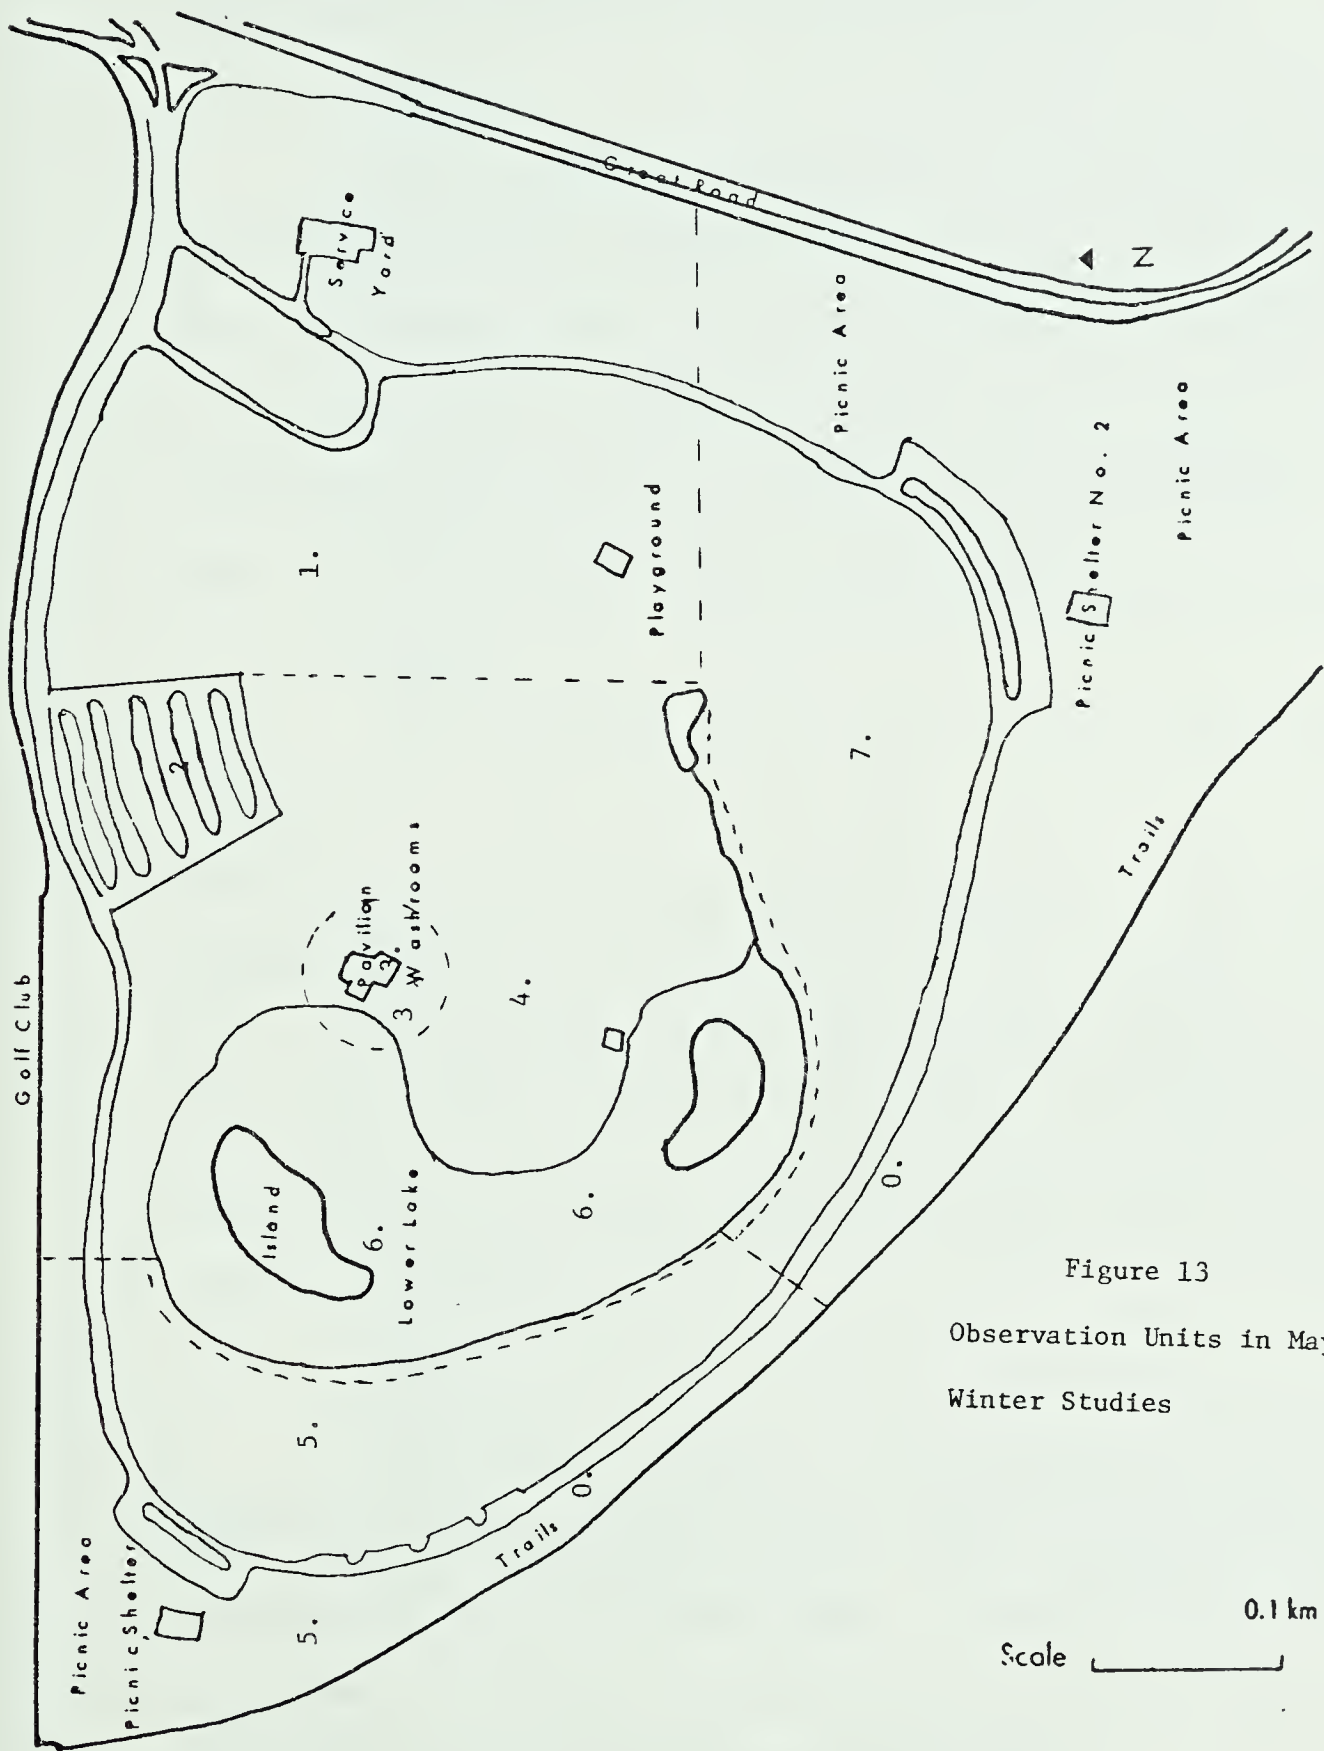 Groat Road
N
Service
Yard
Picnic Area
Picnic Area
Picnic Shelter No. 2
Playground
1.
2
7.
Trails
Golf Club
Pavilion
3.
Washrooms
3
4.
Island
6.
Lower Lake
6.
0.
5.
0.
Trails
Picnic Area
Picnic Shelter
5.
Figure 13
Observation Units in May
Winter Studies
0.1 km
Scale